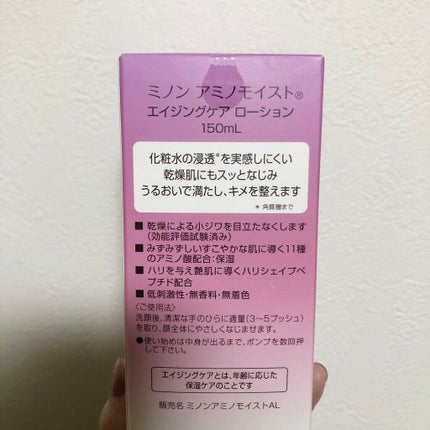 ミノン アミノモイスト®
エイジングケア ローション
150mL
化粧水の浸透*を実感しにくい
乾燥肌にもスッとなじみ
うるおいで満たし、キメを整えます
* 角質層まで
■ 乾燥による小ジワを目立たなくします
(効能評価試験済み)
■ みずみずしいすこやかな肌に導く11種
のアミノ酸配合:保湿
■ ハリを与え艶肌に導くハリシェイプペ
プチド配合
■ 低刺激性・無香料・無着色
〈ご使用法〉
洗顔後、清潔な手のひらに適量(3〜5プッシュ)
を取り、顔全体にやさしくなじませます。
●使い始めは中身が出るまで、ポンプを数回押
して下さい。
エイジングケアとは、年齢に応じた
保湿ケアのことです
販売名 ミノンアミノモイストAL